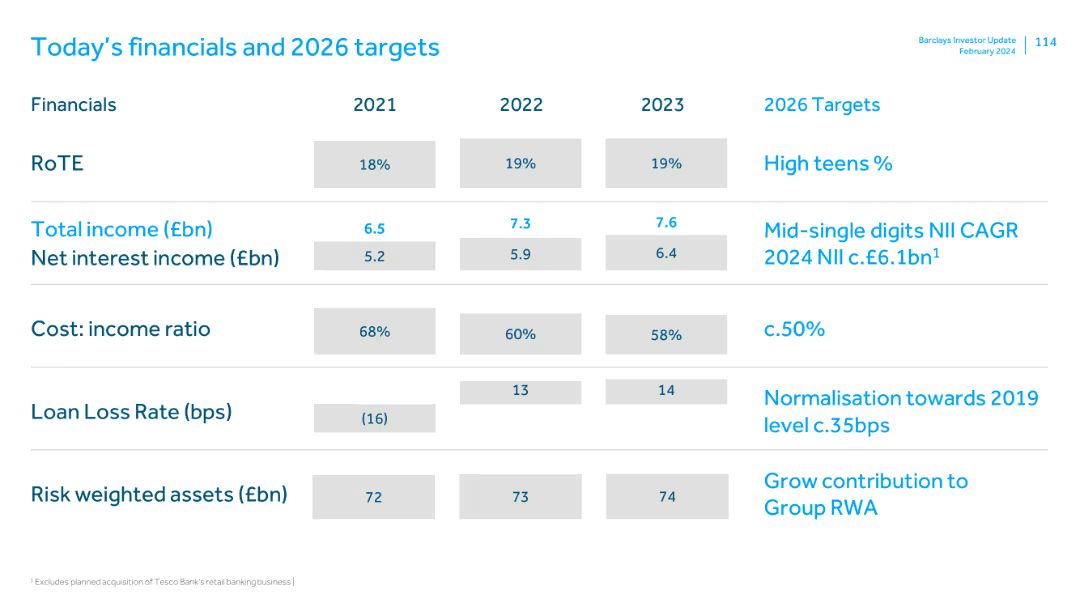 Today's financials and 2026 targets
Barclays Investor Update
February 2024
114
Financials 2021 2022 2023 2026 Targets
RoTE 18% 19% 19% High teens %
Total income (£bn) 6.5 7.3 7.6
Net interest income (£bn) 5.2 5.9 6.4
Mid-single digits NII CAGR
2024 NII c.£6.1bn¹
Cost: income ratio 68% 60% 58% c.50%
Loan Loss Rate (bps) (16) 13 14
Normalisation towards 2019
level c.35bps
Risk weighted assets (£bn) 72 73 74
Grow contribution to
Group RWA
¹ Excludes planned acquisition of Tesco Bank's retail banking business |